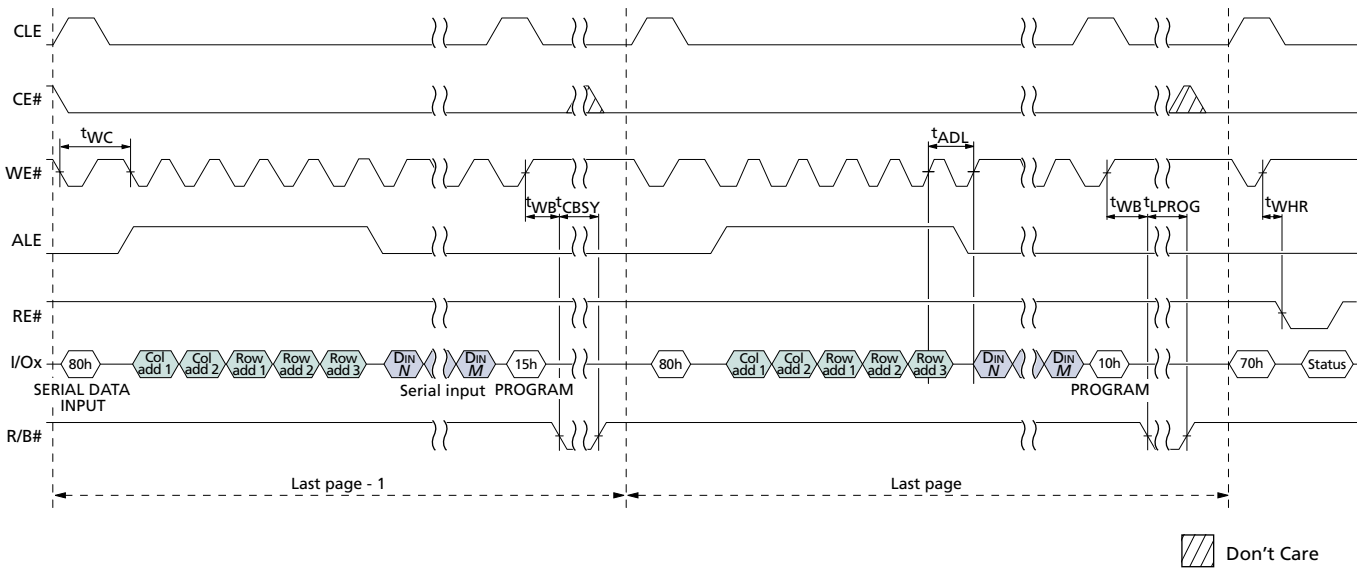 CLE
CE#
tWC
tADL
WE#
tWB tCBSY
tWB tLPROG
tWHR
ALE
RE#
I/Ox
80h
Col add 1
Col add 2
Row add 1
Row add 2
Row add 3
DIN N
DIN M
15h
80h
Col add 1
Col add 2
Row add 1
Row add 2
Row add 3
DIN N
DIN M
10h
70h
Status
SERIAL DATA
INPUT
Serial input
PROGRAM
PROGRAM
R/B#
Last page - 1
Last page
Don't Care